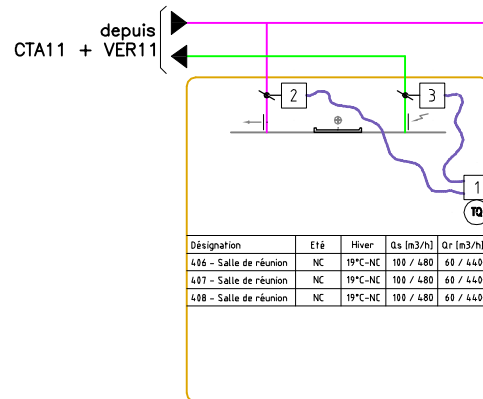 depuis
CTA11 + VER11
2
3
1
TQ
Désignation Eté Hiver Qs [m3/h] Qr [m3/h]
406 - Salle de réunion NC 19°C-NC 100 / 480 60 / 440
407 - Salle de réunion NC 19°C-NC 100 / 480 60 / 440
408 - Salle de réunion NC 19°C-NC 100 / 480 60 / 440